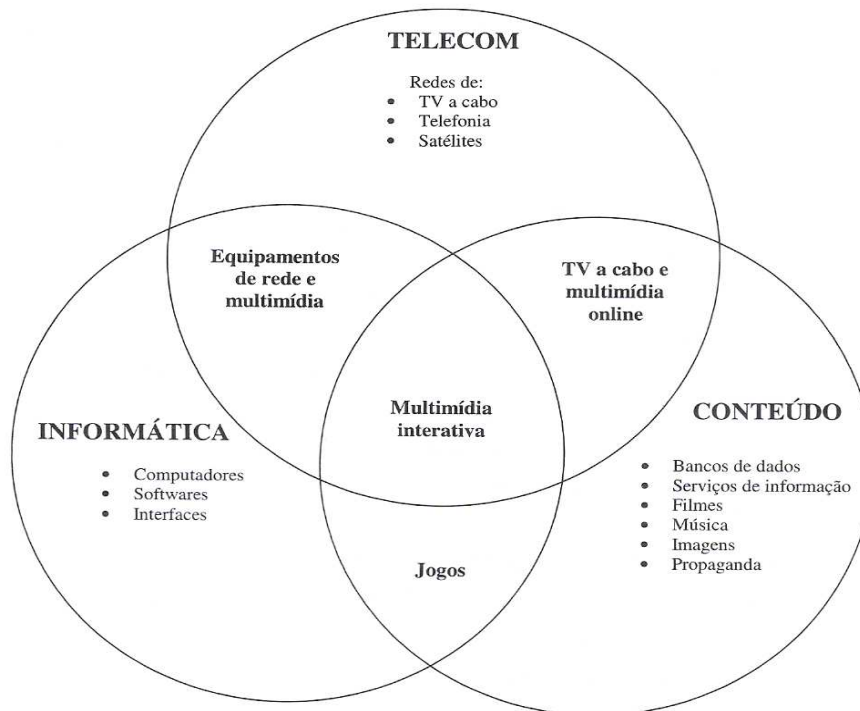 TELECOM
Redes de:
• TV a cabo
• Telefonia
• Satélites
Equipamentos
de rede e
multimídia
TV a cabo e
multimídia
online
Multimídia
interativa
INFORMÁTICA
• Computadores
• Softwares
• Interfaces
CONTEÚDO
• Bancos de dados
• Serviços de informação
• Filmes
• Música
• Imagens
• Propaganda
Jogos